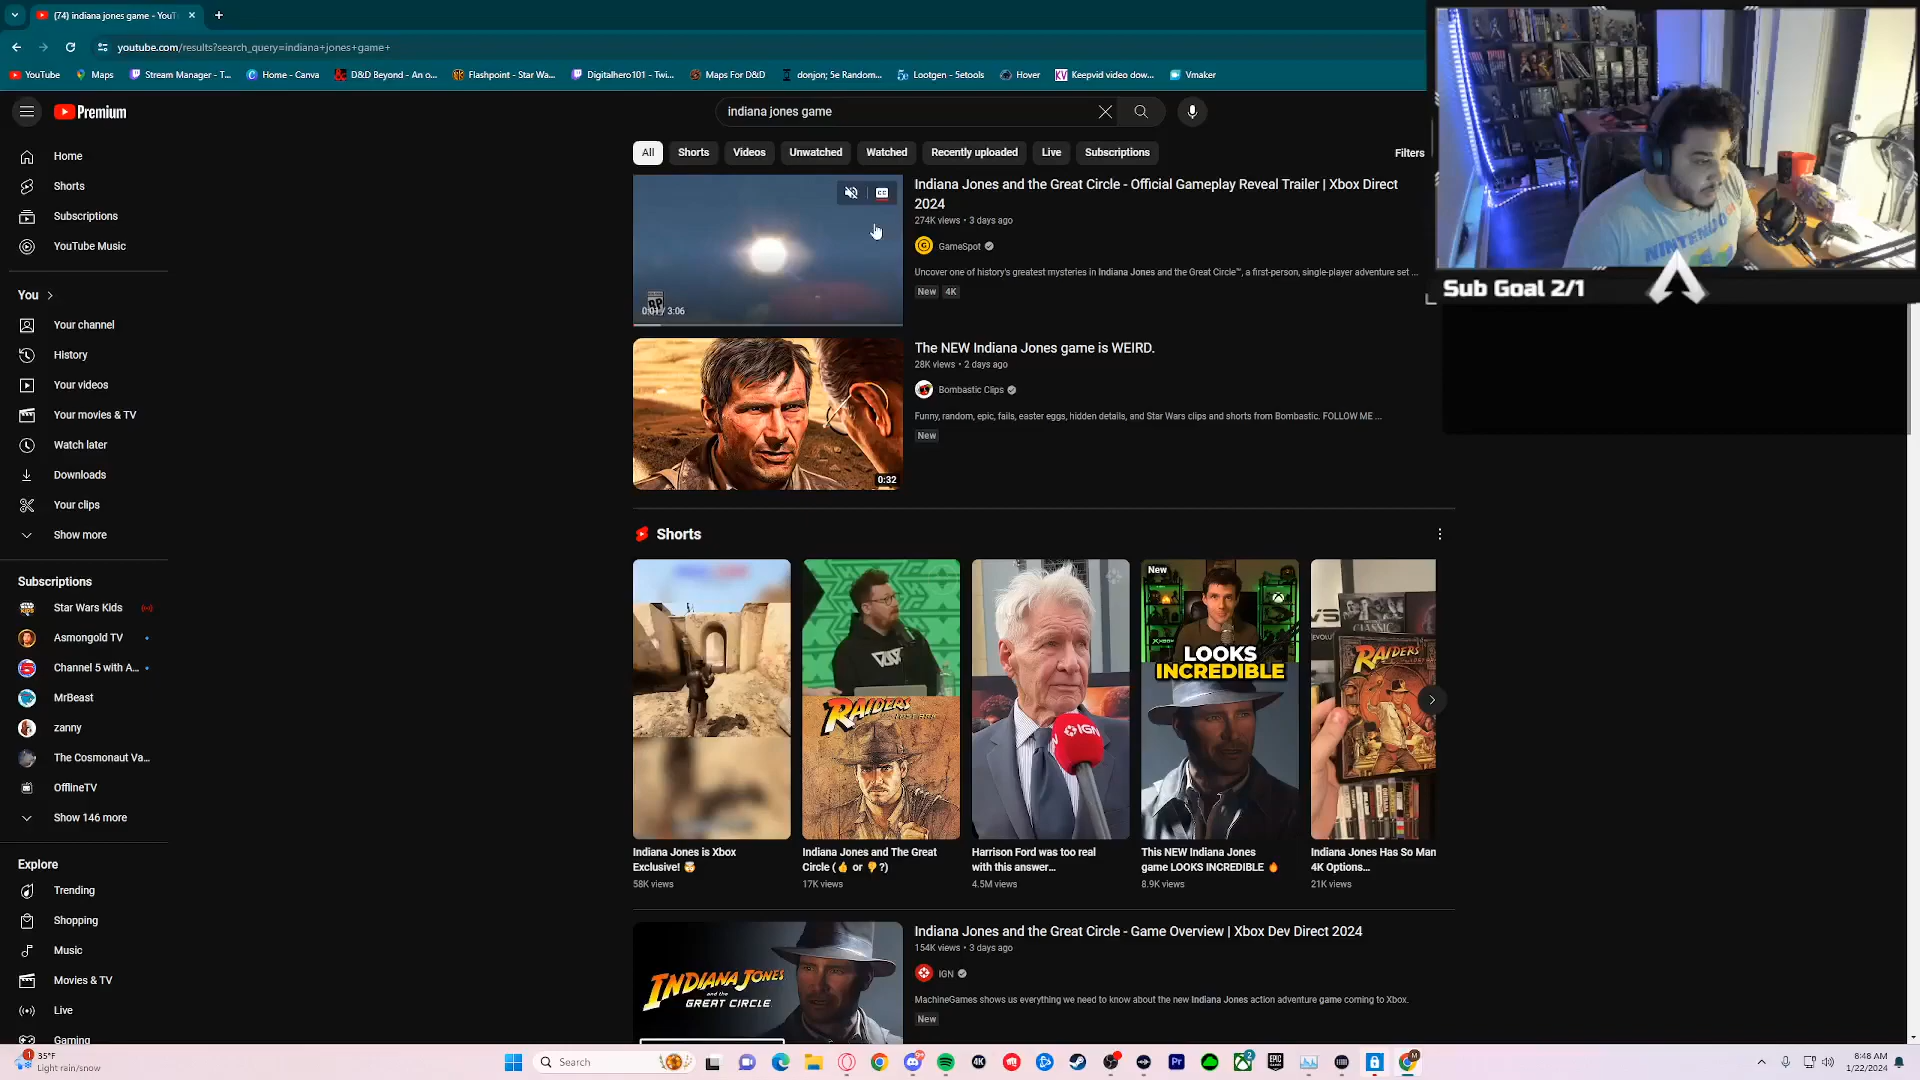 (74) indiana jones game - YouT
youtube.com/results?search_query=indiana+jones+game+
YouTube
Maps
Stream Manager - T...
Home - Canva
D&D Beyond - An o...
Flashpoint - Star Wa...
Digitalhero101 - Twi...
Maps For D&D
donjon; 5e Random...
Lootgen - 5etools
Hover
KV
Keepvid video dow...
Vmaker
Premium
indiana jones game
Home
Shorts
Subscriptions
YouTube Music
You
Your channel
History
Your videos
Your movies & TV
Watch later
Downloads
Your clips
Show more
Subscriptions
Star Wars Kids
Asmongold TV
Channel 5 with A...
MrBeast
zanny
The Cosmonaut Va...
OfflineTV
Show 146 more
Explore
Trending
Shopping
Music
Movies & TV
Live
Gaming
All
Shorts
Videos
Unwatched
Watched
Recently uploaded
Live
Subscriptions
Filters
0:01 / 3:06
Indiana Jones and the Great Circle - Official Gameplay Reveal Trailer | Xbox Direct
2024
274K views • 3 days ago
GameSpot
Uncover one of history's greatest mysteries in Indiana Jones and the Great Circle™, a first-person, single-player adventure set ...
New
4K
0:32
The NEW Indiana Jones game is WEIRD.
28K views • 2 days ago
Bombastic Clips
Funny, random, epic, fails, easter eggs, hidden details, and Star Wars clips and shorts from Bombastic. FOLLOW ME ...
New
Shorts
RAIDERS
IGN
New
XBOX
LOOKS
INCREDIBLE
CLASSIC
RAIDERS
Indiana Jones is Xbox
Exclusive! 🤯
58K views
Indiana Jones and The Great
Circle (👍 or 👎?)
17K views
Harrison Ford was too real
with this answer...
4.5M views
This NEW Indiana Jones
game LOOKS INCREDIBLE 🔥
8.9K views
Indiana Jones Has So Man
4K Options...
21K views
INDIANA JONES
and the
GREAT CIRCLE
Indiana Jones and the Great Circle - Game Overview | Xbox Dev Direct 2024
154K views • 3 days ago
IGN
MachineGames shows us everything we need to know about the new Indiana Jones action adventure game coming to Xbox.
New
NINTENDO
Sub Goal 2/1
1
35°F
Light rain/snow
Search
4K
Pr
2
8:48 AM
1/22/2024